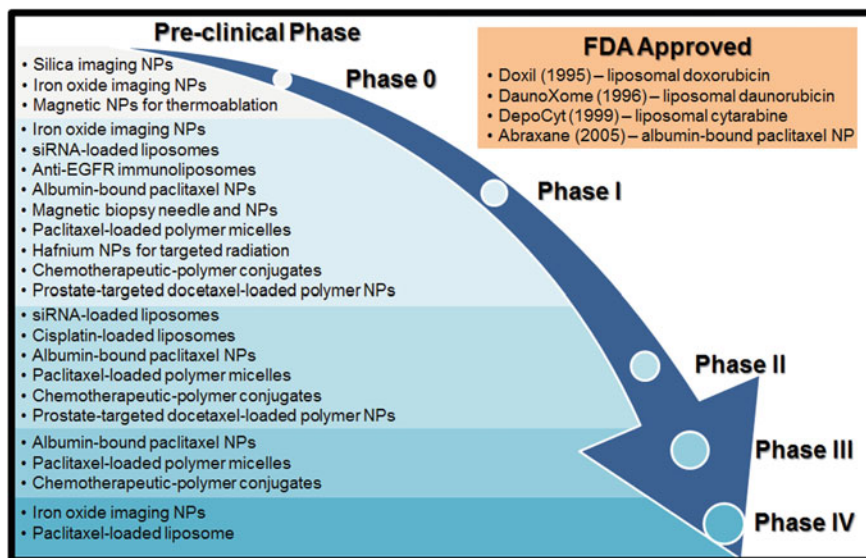 Pre-clinical Phase
• Silica imaging NPs
• Iron oxide imaging NPs
• Magnetic NPs for thermoablation
Phase 0
FDA Approved
• Doxil (1995) – liposomal doxorubicin
• DaunoXome (1996) – liposomal daunorubicin
• DepoCyt (1999) – liposomal cytarabine
• Abraxane (2005) – albumin-bound paclitaxel NP
• Iron oxide imaging NPs
• siRNA-loaded liposomes
• Anti-EGFR immunoliposomes
• Albumin-bound paclitaxel NPs
• Magnetic biopsy needle and NPs
• Paclitaxel-loaded polymer micelles
• Hafnium NPs for targeted radiation
• Chemotherapeutic-polymer conjugates
• Prostate-targeted docetaxel-loaded polymer NPs
Phase I
• siRNA-loaded liposomes
• Cisplatin-loaded liposomes
• Albumin-bound paclitaxel NPs
• Paclitaxel-loaded polymer micelles
• Chemotherapeutic-polymer conjugates
• Prostate-targeted docetaxel-loaded polymer NPs
Phase II
• Albumin-bound paclitaxel NPs
• Paclitaxel-loaded polymer micelles
• Chemotherapeutic-polymer conjugates
Phase III
• Iron oxide imaging NPs
• Paclitaxel-loaded liposome
Phase IV